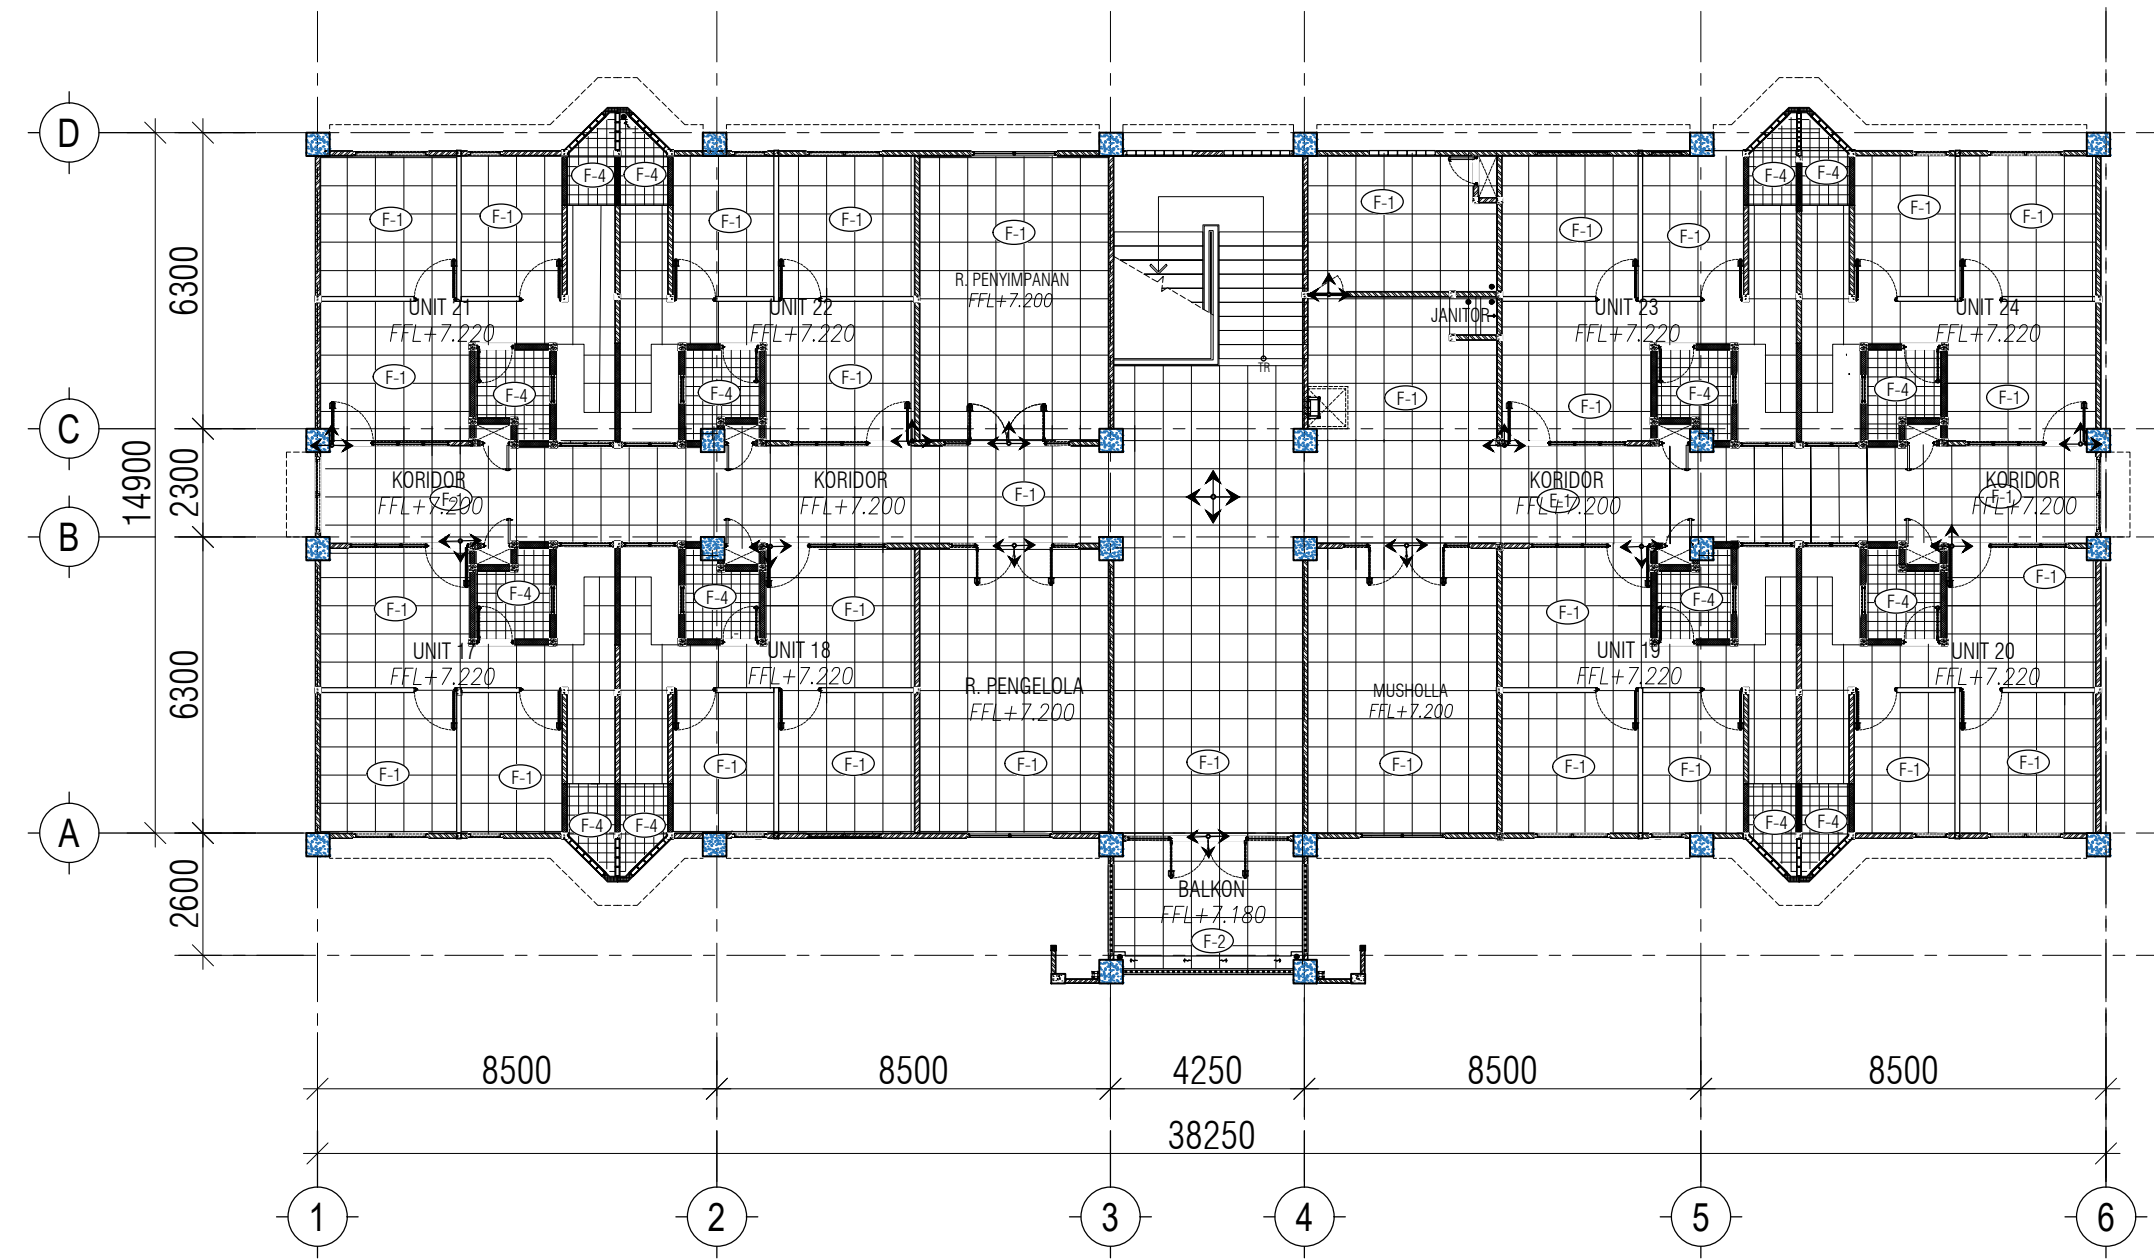 D
C
B
A
6300
2300
6300
2600
14900
F-4
F-4
F-4
F-4
F-1
F-1
F-1
F-1
F-1
F-1
F-1
F-1
F-1
F-1
R. PENYIMPANAN
FFL+7.200
UNIT 21
FFL+7.220
UNIT 22
FFL+7.220
JANITOR
UNIT 23
FFL+7.220
UNIT 24
FFL+7.220
TR
F-1
F-4
F-4
F-1
F-1
F-1
F-4
F-4
F-1
KORIDOR
FFL+7.200
F-1
KORIDOR
FFL+7.200
F-1
KORIDOR
FFL+7.200
F-1
KORIDOR
FFL+7.200
F-1
F-1
F-4
F-4
F-1
F-1
F-4
F-4
F-1
UNIT 17
FFL+7.220
UNIT 18
FFL+7.220
R. PENGELOLA
FFL+7.200
MUSHOLLA
FFL+7.200
UNIT 19
FFL+7.220
UNIT 20
FFL+7.220
F-1
F-1
F-1
F-1
F-1
F-1
F-1
F-1
F-1
F-1
F-1
F-4
F-4
F-4
F-4
BALKON
FFL+7.180
F-2
8500
8500
4250
8500
8500
38250
1
2
3
4
5
6